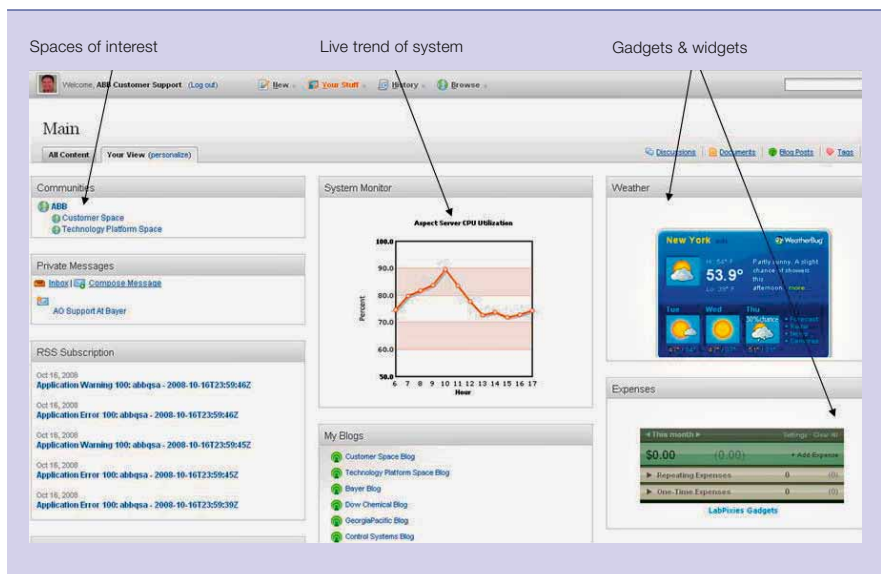 Spaces of interest
Live trend of system
Gadgets & widgets
Welcome, ABB Customer Support (Log out)
New
Your Stuff
History
Browse
Main
All Content
Your View (personalize)
Discussions
Documents
Blog Posts
Tags
Communities
ABB
Customer Space
Technology Platform Space
Private Messages
Inbox | Compose Message
AO Support At Bayer
RSS Subscription
Oct 16, 2008
Application Warning 100: abbqsa - 2008-10-16T23:59:46Z
Oct 16, 2008
Application Error 100: abbqsa - 2008-10-16T23:59:46Z
Oct 16, 2008
Application Warning 100: abbqsa - 2008-10-16T23:59:45Z
Oct 16, 2008
Application Error 100: abbqsa - 2008-10-16T23:59:45Z
Oct 16, 2008
Application Error 100: abbqsa - 2008-10-16T23:59:39Z
System Monitor
Aspect Server CPU Utilization
100.0
90.0
80.0
70.0
60.0
50.0
Percent
6 7 8 9 10 11 12 13 14 15 16 17
Hour
My Blogs
Customer Space Blog
Technology Platform Space Blog
Bayer Blog
Dow Chemical Blog
GeorgiaPacific Blog
Control Systems Blog
Weather
New York
WeatherBug
53.9°
Partly sunny. A slight
chance of showers
this
afternoon. more
Tue Wed Thu
30%chance
Expenses
This month
Settings Clear All
$0.00 (0.00) + Add Expense
Repeating Expenses 0 (0)
One-Time Expenses 0 (0)
LabPixies Gadgets